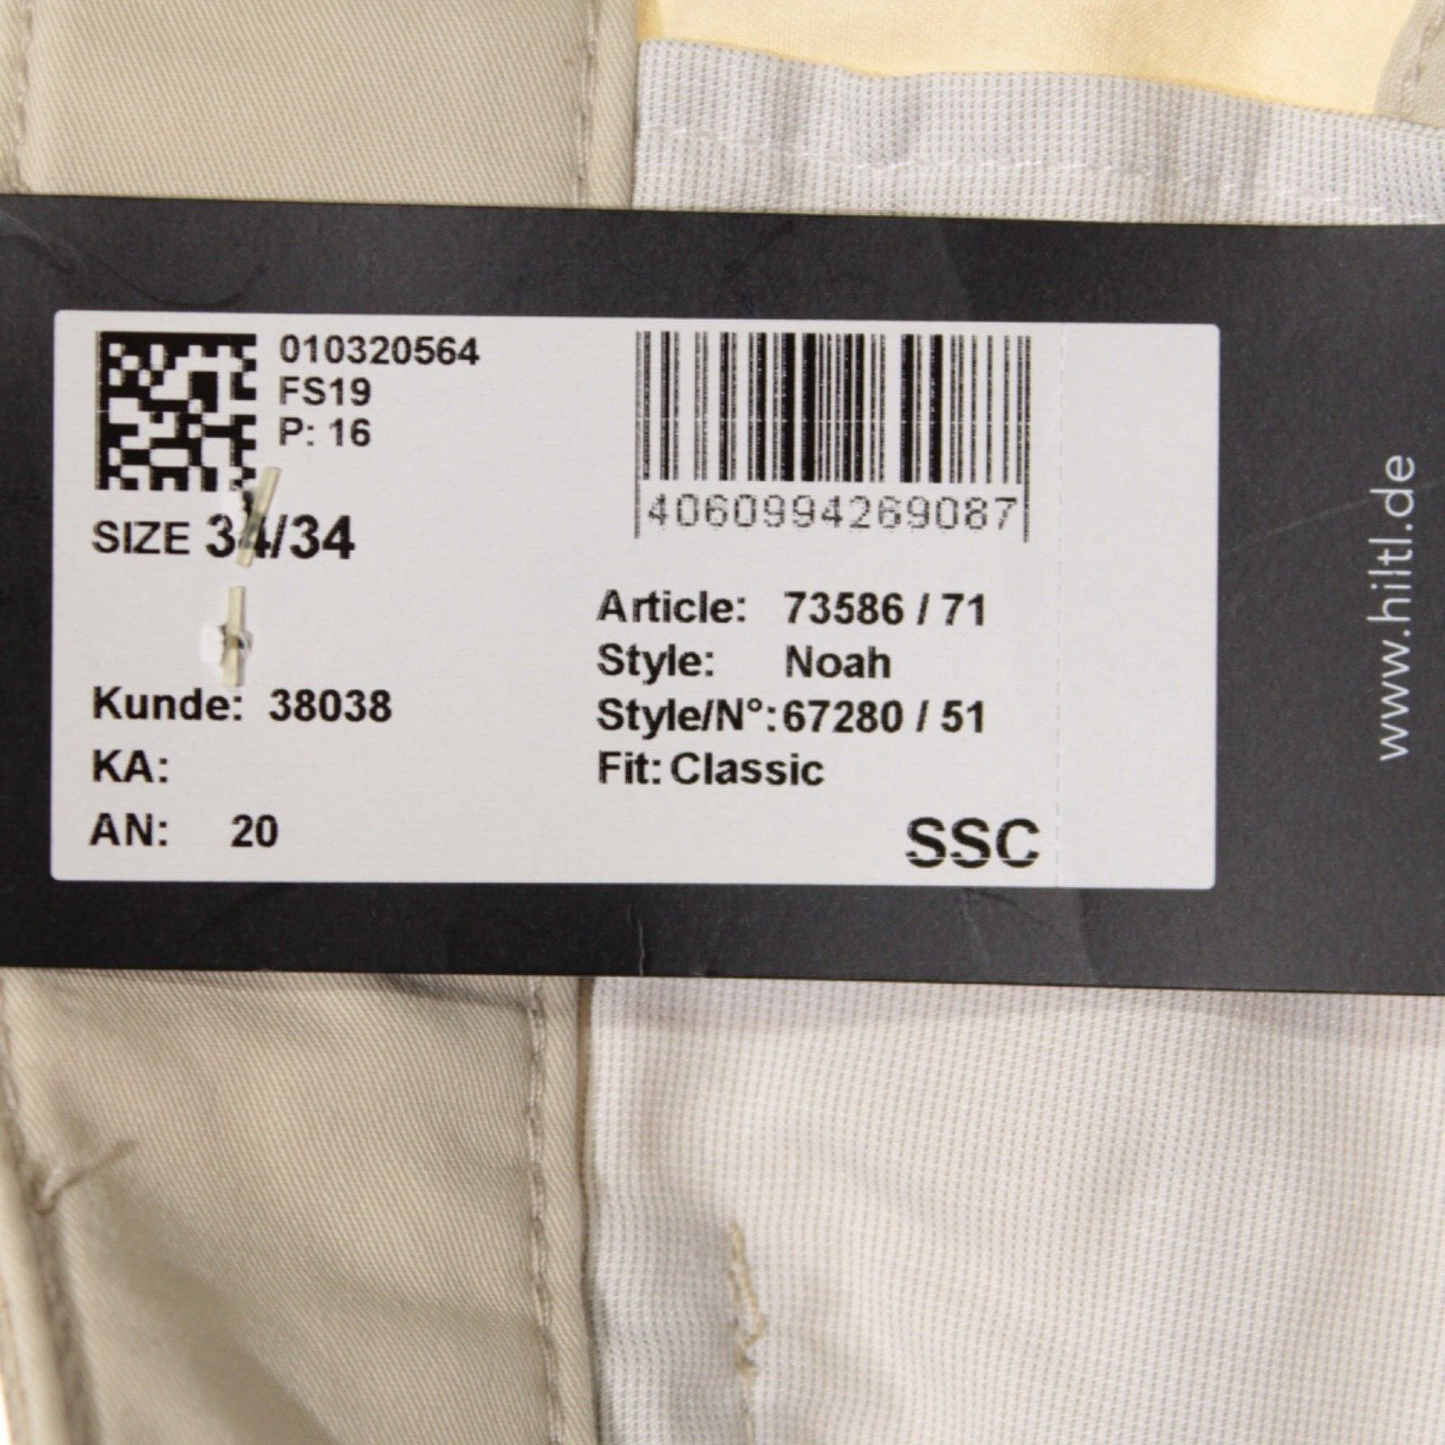 010320564
FS19
P: 16
SIZE 34/34
4060994269087
Article: 73586 / 71
Style: Noah
Style/N°: 67280 / 51
Fit: Classic
Kunde: 38038
KA:
AN: 20
SSC
www.hiltl.de